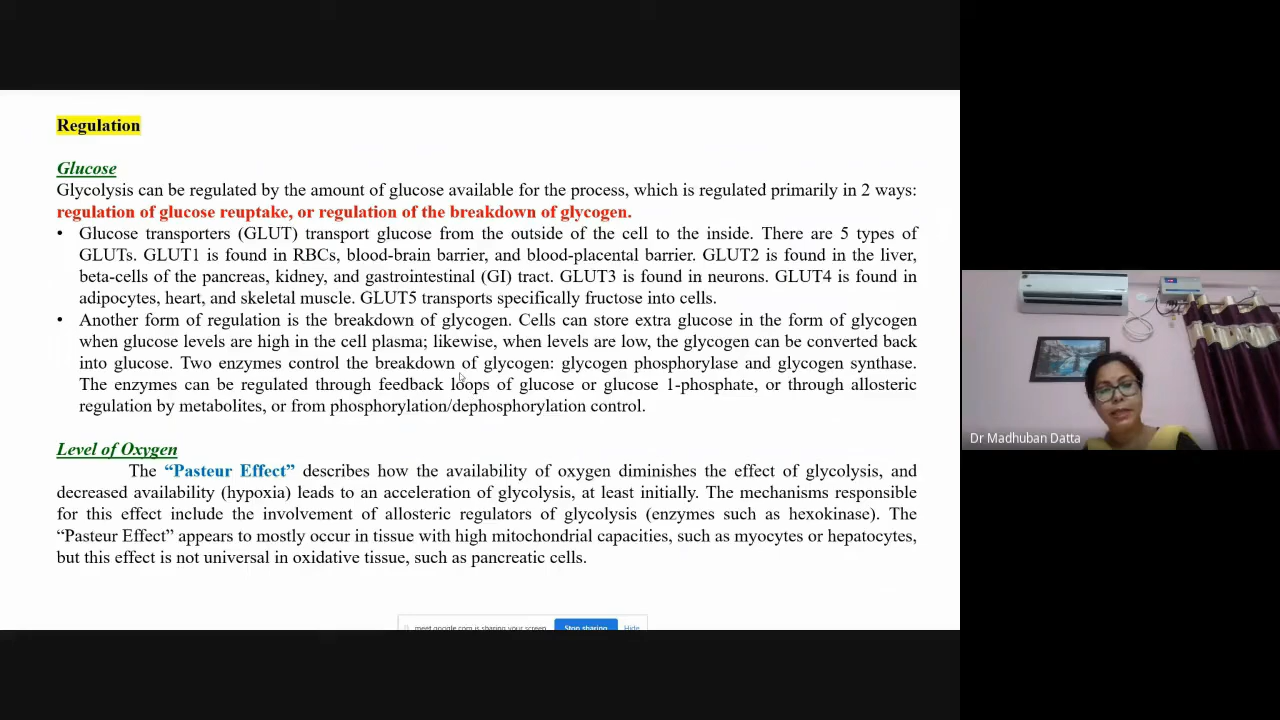 Regulation
Glucose
Glycolysis can be regulated by the amount of glucose available for the process, which is regulated primarily in 2 ways:
regulation of glucose reuptake, or regulation of the breakdown of glycogen.
• Glucose transporters (GLUT) transport glucose from the outside of the cell to the inside. There are 5 types of
GLUTs. GLUT1 is found in RBCs, blood-brain barrier, and blood-placental barrier. GLUT2 is found in the liver,
beta-cells of the pancreas, kidney, and gastrointestinal (GI) tract. GLUT3 is found in neurons. GLUT4 is found in
adipocytes, heart, and skeletal muscle. GLUT5 transports specifically fructose into cells.
• Another form of regulation is the breakdown of glycogen. Cells can store extra glucose in the form of glycogen
when glucose levels are high in the cell plasma; likewise, when levels are low, the glycogen can be converted back
into glucose. Two enzymes control the breakdown of glycogen: glycogen phosphorylase and glycogen synthase.
The enzymes can be regulated through feedback loops of glucose or glucose 1-phosphate, or through allosteric
regulation by metabolites, or from phosphorylation/dephosphorylation control.
Level of Oxygen
The “Pasteur Effect” describes how the availability of oxygen diminishes the effect of glycolysis, and
decreased availability (hypoxia) leads to an acceleration of glycolysis, at least initially. The mechanisms responsible
for this effect include the involvement of allosteric regulators of glycolysis (enzymes such as hexokinase). The
“Pasteur Effect” appears to mostly occur in tissue with high mitochondrial capacities, such as myocytes or hepatocytes,
but this effect is not universal in oxidative tissue, such as pancreatic cells.
meet.google.com is sharing your screen. Stop sharing Hide
Dr Madhuban Datta